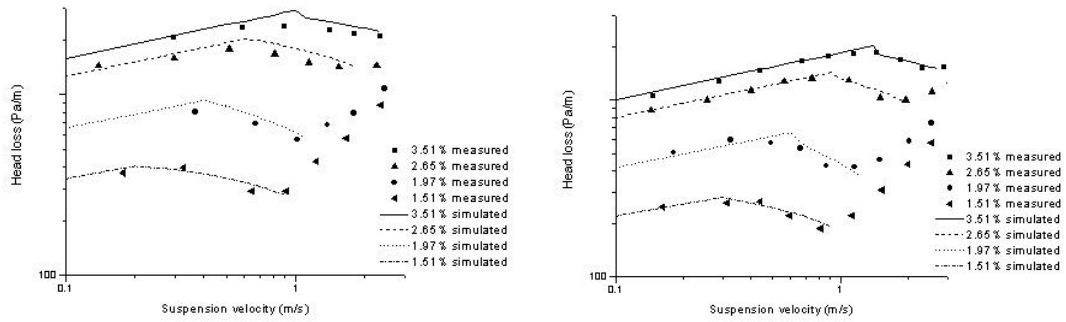 Head loss (Pa/m)
100
0.1
1
Suspension velocity (m/s)
3.51% measured
2.65% measured
1.97% measured
1.51% measured
3.51% simulated
2.65% simulated
1.97% simulated
1.51% simulated
Head loss (Pa/m)
100
0.1
1
Suspension velocity (m/s)
3.51% measured
2.65% measured
1.97% measured
1.51% measured
3.51% simulated
2.65% simulated
1.97% simulated
1.51% simulated